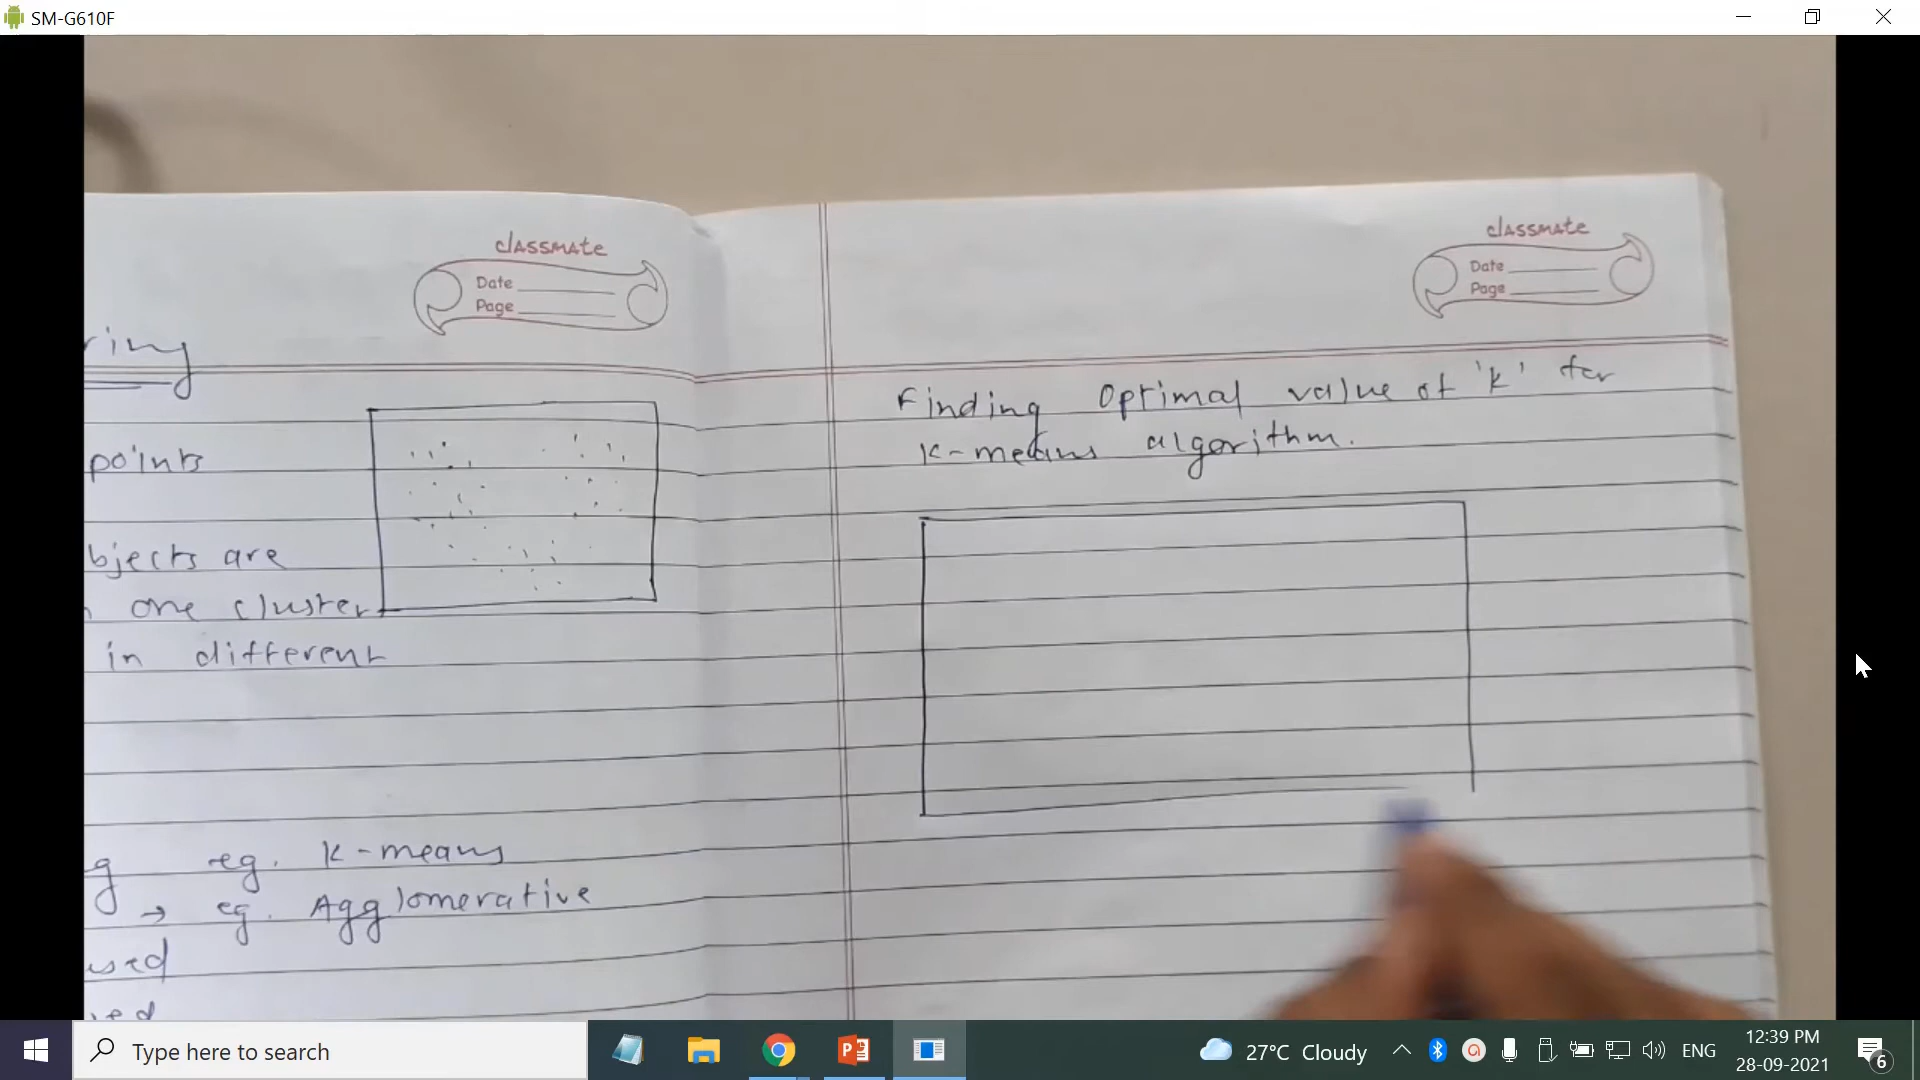 SM-G610F
classmate
Date
Page
ring
points
bjects are
one cluster
in different
g eg. K-means
→ eg. Agglomerative
sed
classmate
Date
Page
Finding Optimal value of 'k' for
K-means algorithm.
Type here to search
27°C Cloudy
ENG
12:39 PM
28-09-2021
6